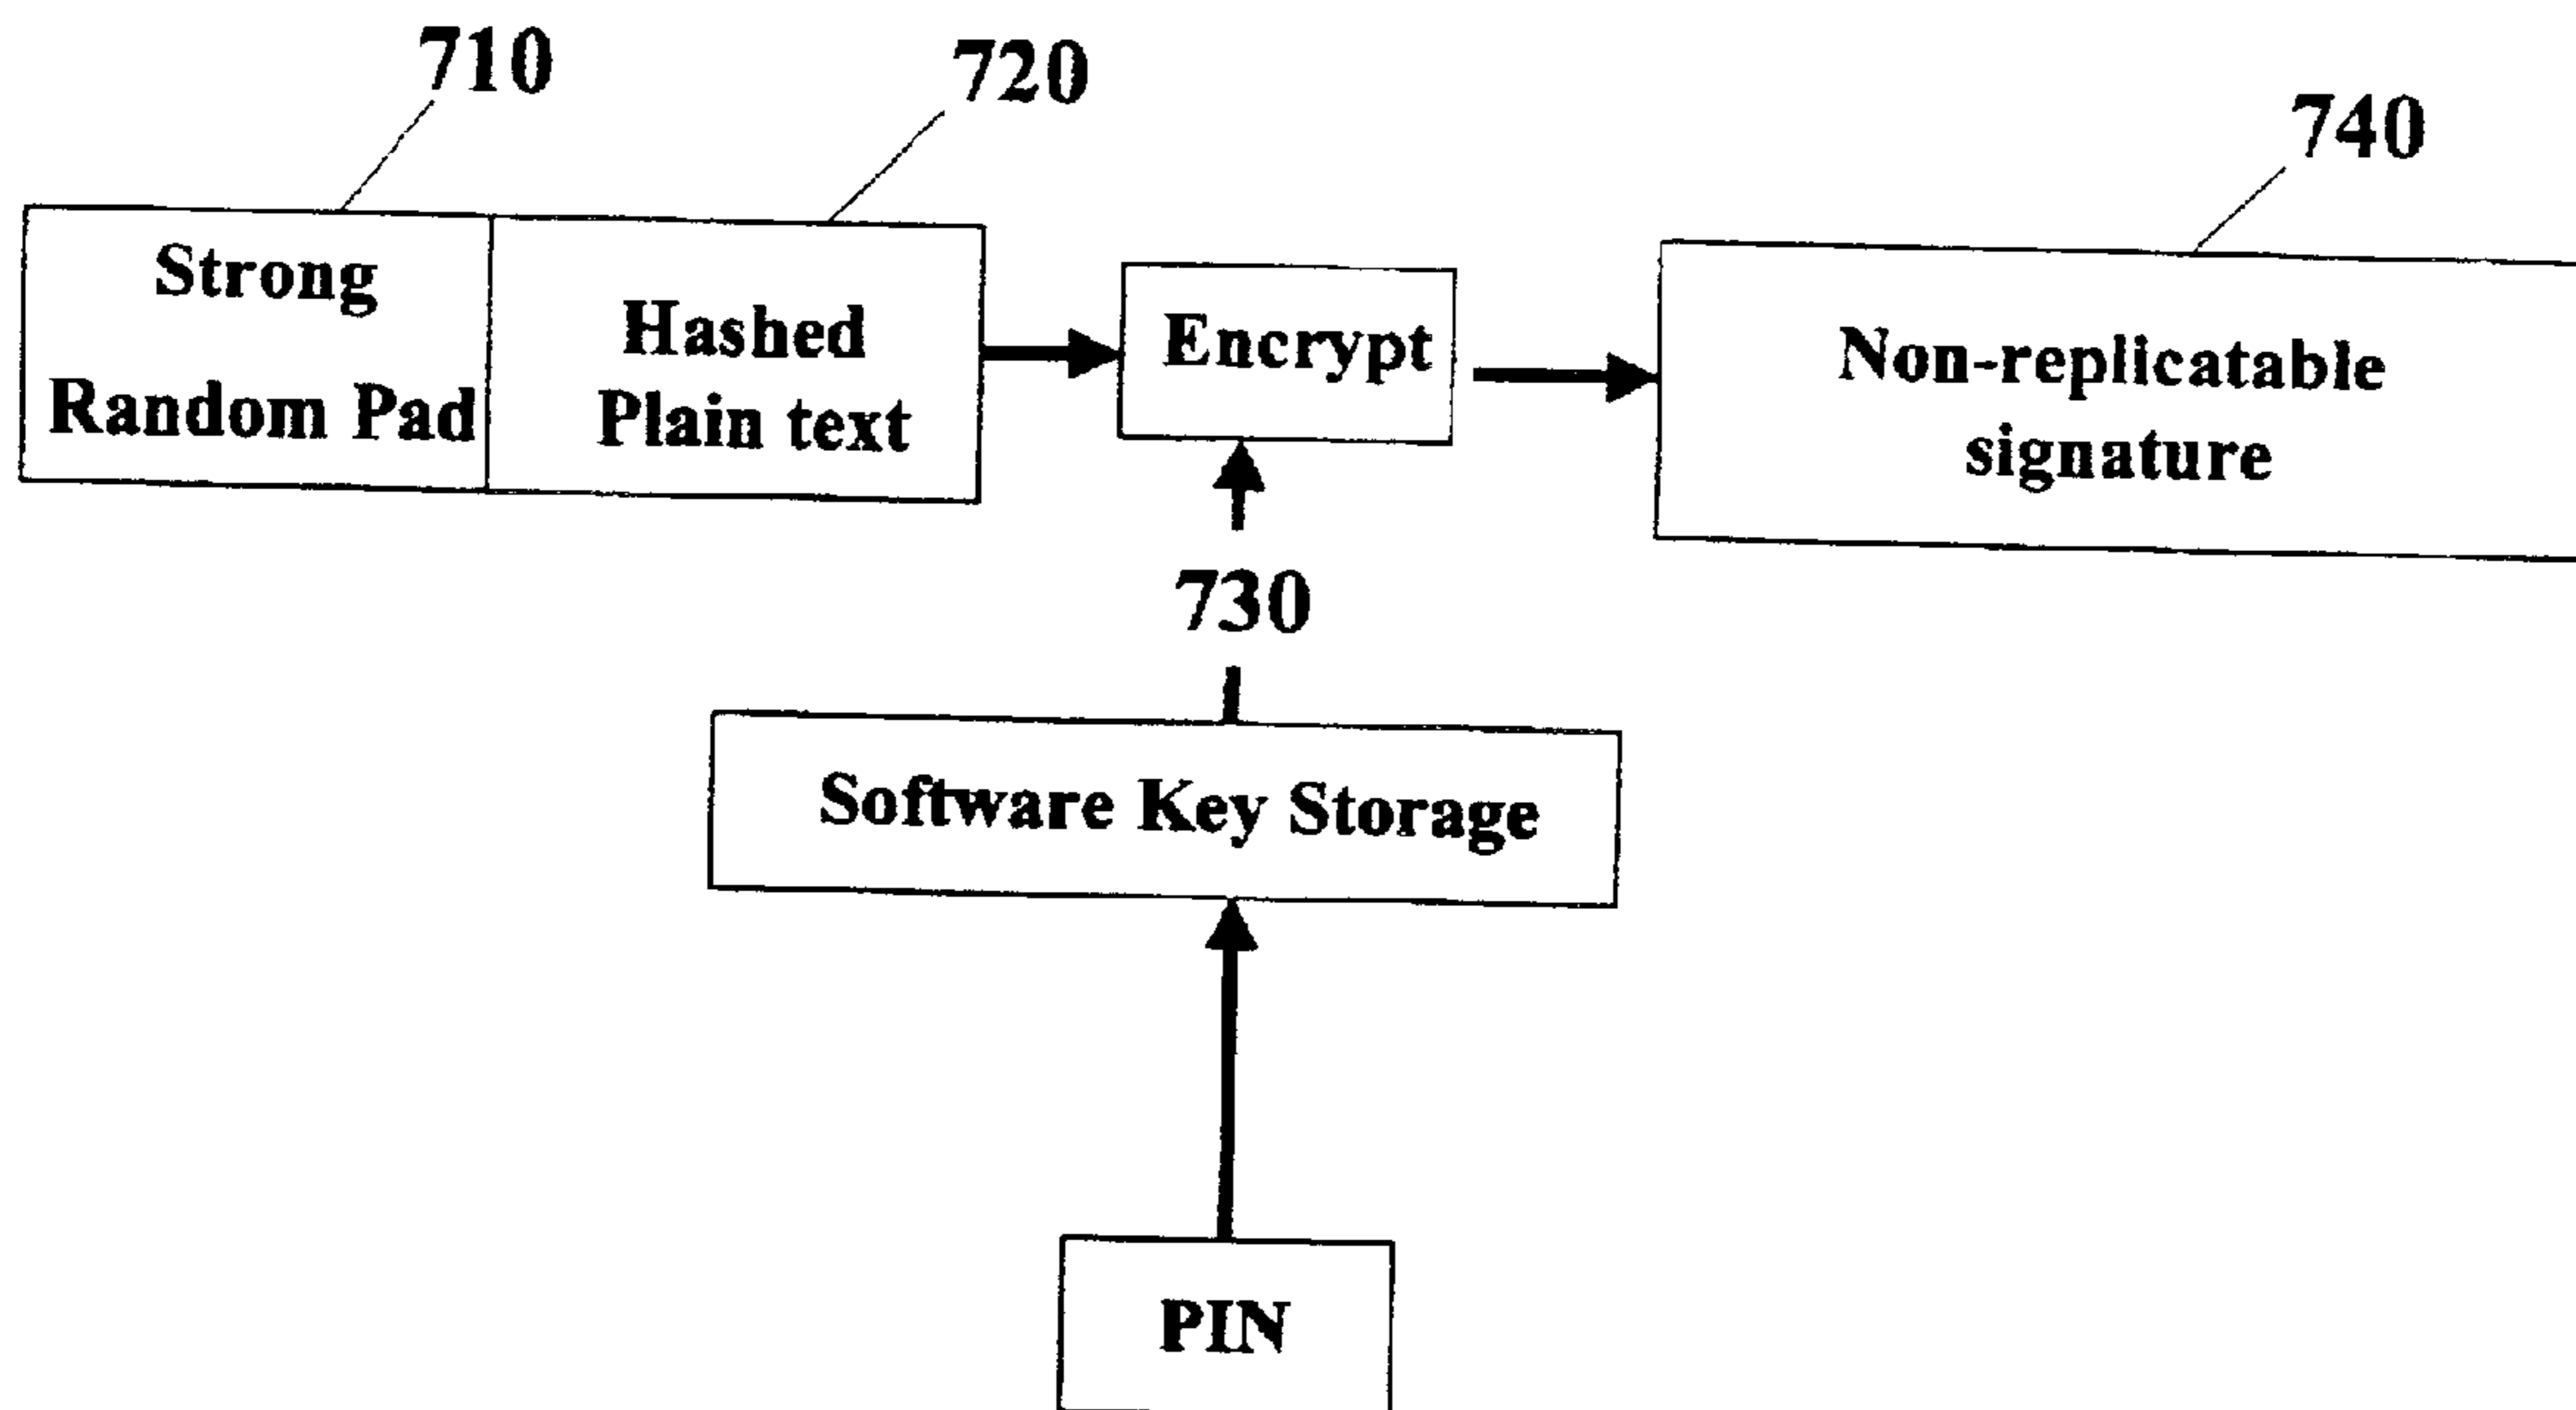 710
720
740
Strong
Random Pad
Hashed
Plain text
Encrypt
Non-replicatable
signature
730
Software Key Storage
PIN